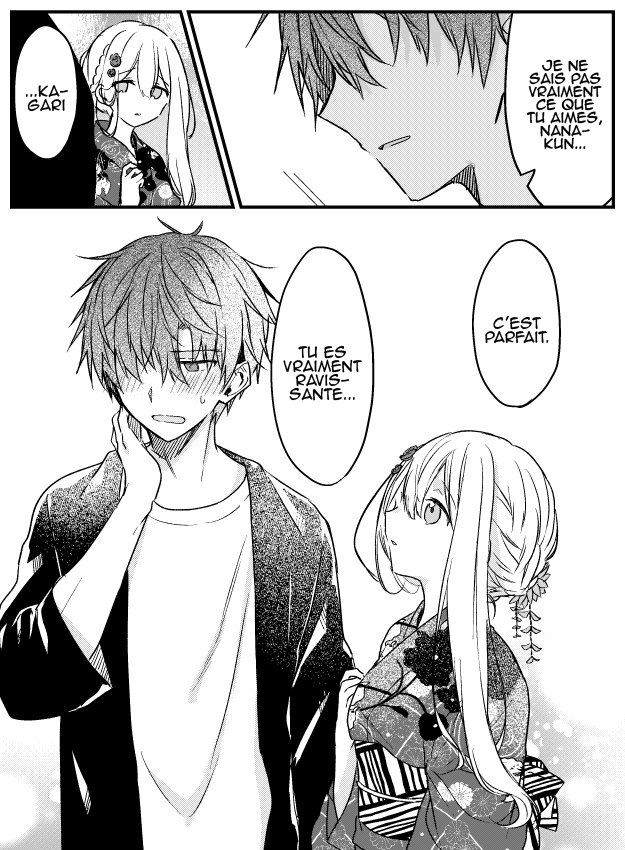 JE NE
SAIS PAS
VRAIMENT
CE QUE
TU AIMES,
NANA-
KUN...
...KA-
GARI
C'EST
PARFAIT.
TU ES
VRAIMENT
RAVIS-
SANTE...